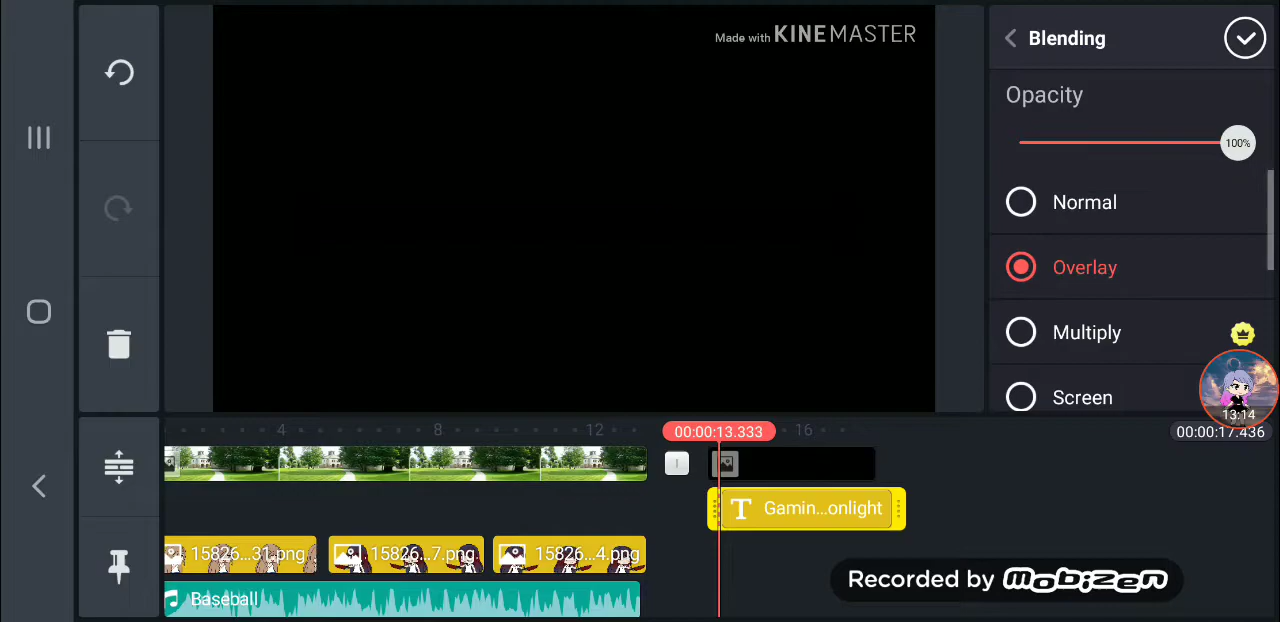 Made with KINEMASTER
Blending
Opacity
100%
Normal
Overlay
Multiply
Screen
13:14
4
8
12
00:00:13.333
16
00:00:17.436
T Gamin...onlight
15826...31.png
15826...7.png
15826...4.png
Baseball
Recorded by MOBIZEN